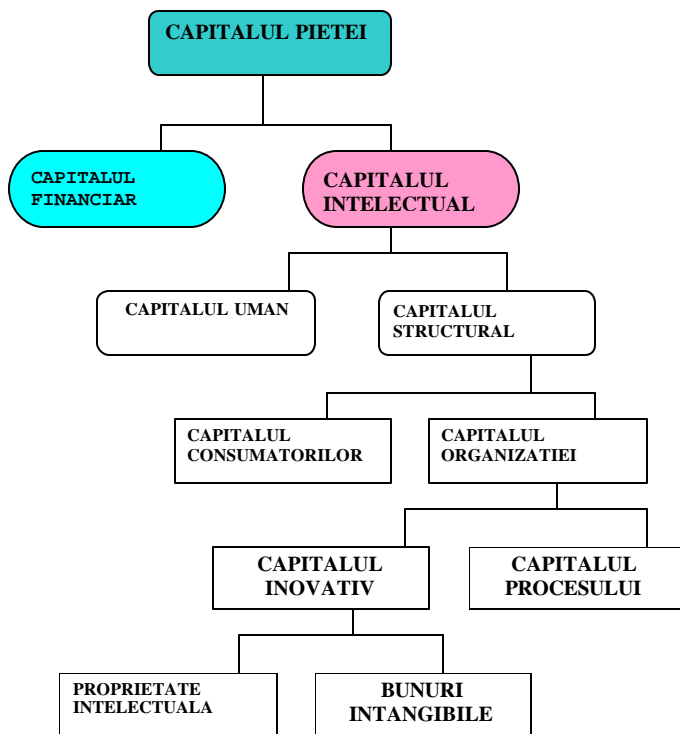 CAPITALUL PIETEI
CAPITALUL
FINANCIAR
CAPITALUL
INTELECTUAL
CAPITALUL UMAN
CAPITALUL
STRUCTURAL
CAPITALUL
CONSUMATORILOR
CAPITALUL
ORGANIZATIEI
CAPITALUL
INOVATIV
CAPITALUL
PROCESULUI
PROPRIETATE
INTELECTUALA
BUNURI
INTANGIBILE